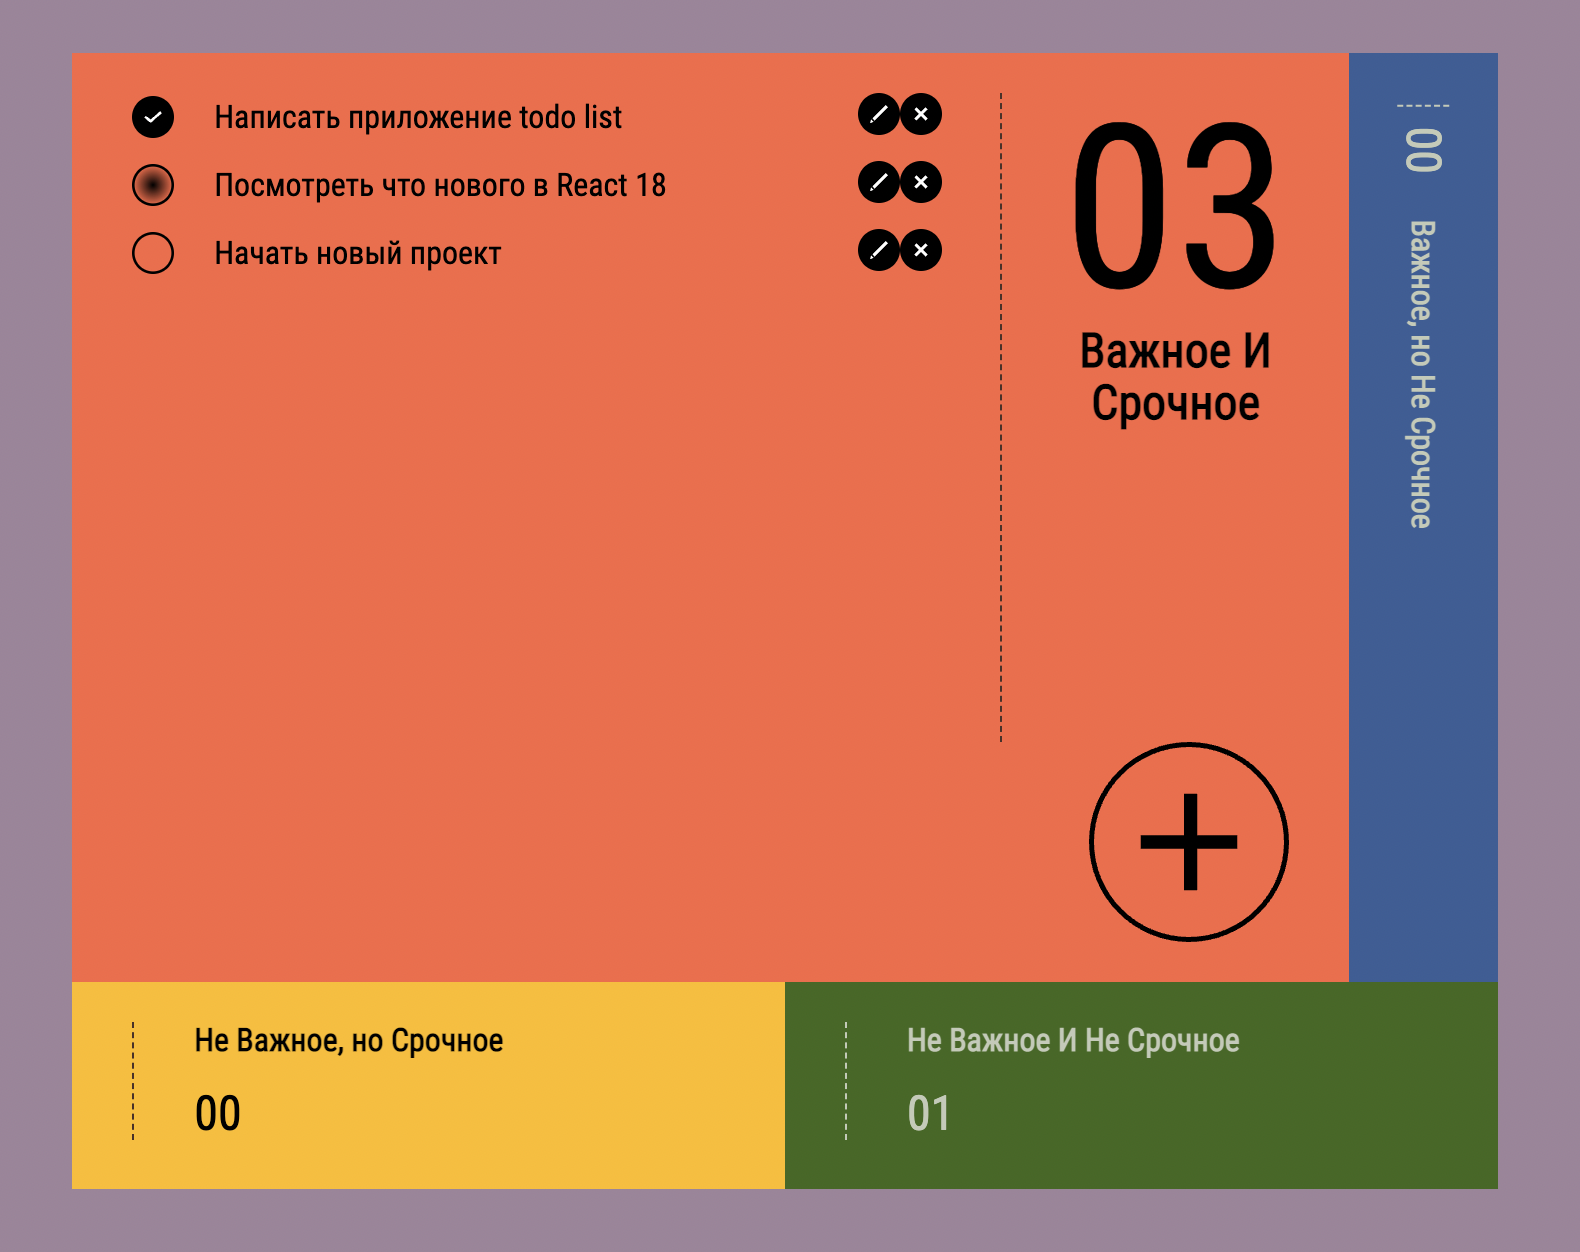 Написать приложение todo list
Посмотреть что нового в React 18
Начать новый проект
03
Важное И
Срочное
00
Важное, но Не Срочное
Не Важное, но Срочное
00
Не Важное И Не Срочное
01